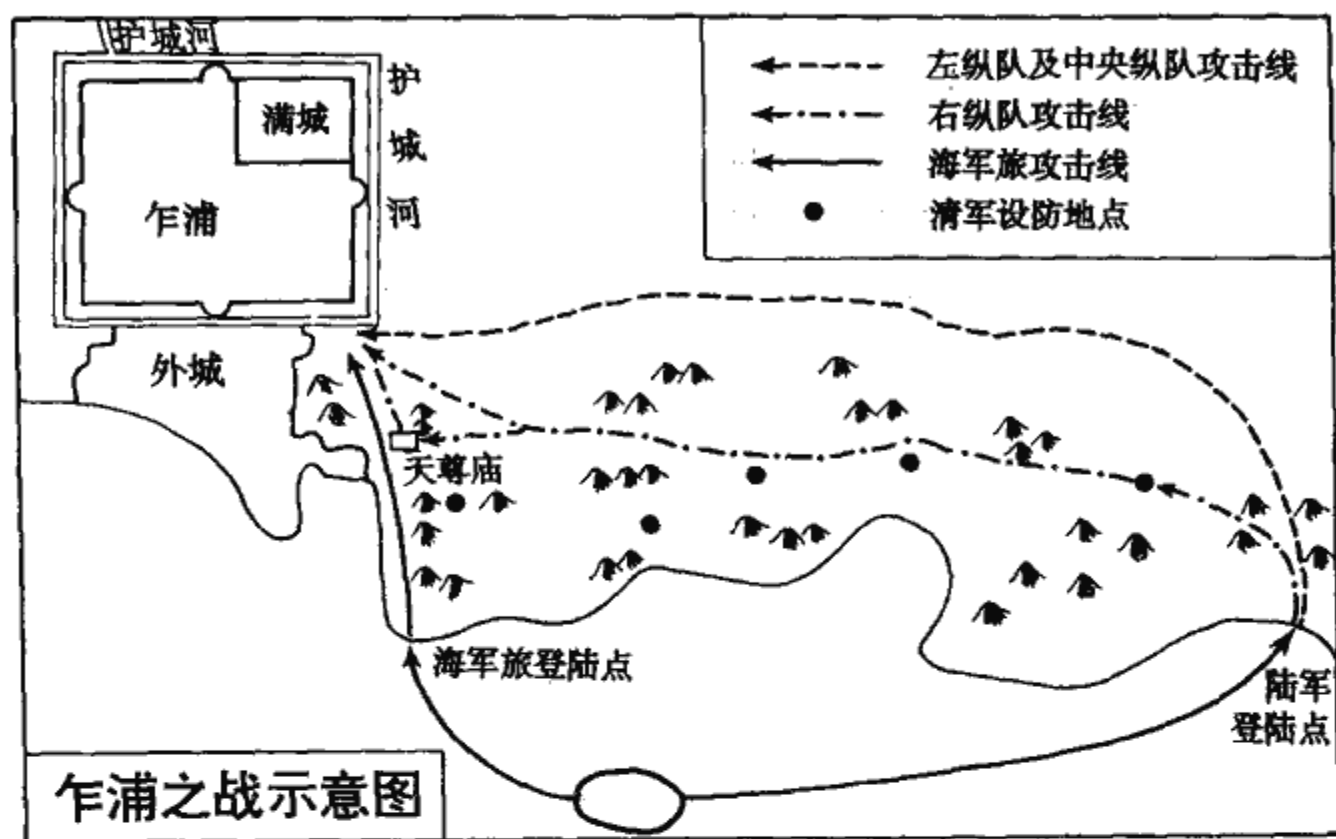 护城河
护城河
满城
乍浦
外城
左纵队及中央纵队攻击线
右纵队攻击线
海军旅攻击线
清军设防地点
天尊庙
海军旅登陆点
陆军
登陆点
乍浦之战示意图